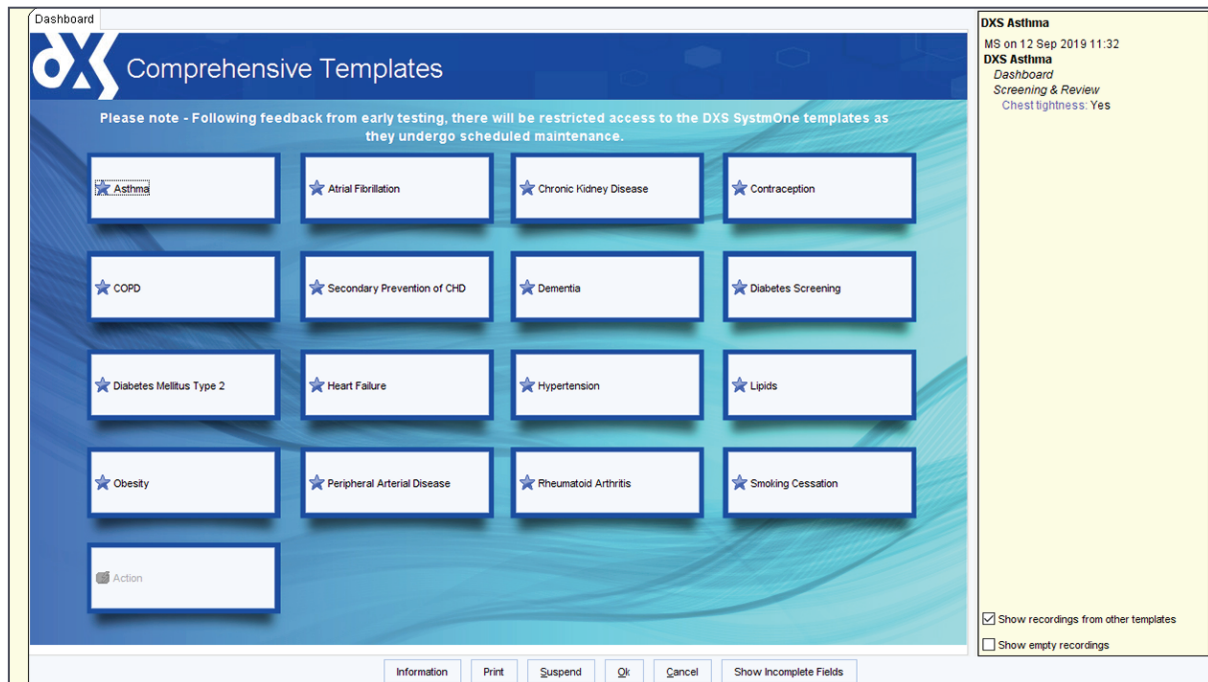 Dashboard
dXS Comprehensive Templates
Please note - Following feedback from early testing, there will be restricted access to the DXS SystmOne templates as
they undergo scheduled maintenance.
Asthma
Atrial Fibrillation
Chronic Kidney Disease
Contraception
COPD
Secondary Prevention of CHD
Dementia
Diabetes Screening
Diabetes Mellitus Type 2
Heart Failure
Hypertension
Lipids
Obesity
Peripheral Arterial Disease
Rheumatoid Arthritis
Smoking Cessation
Action
Information
Print
Suspend
Ok
Cancel
Show Incomplete Fields
DXS Asthma
MS on 12 Sep 2019 11:32
DXS Asthma
Dashboard
Screening & Review
Chest tightness: Yes
Show recordings from other templates
Show empty recordings